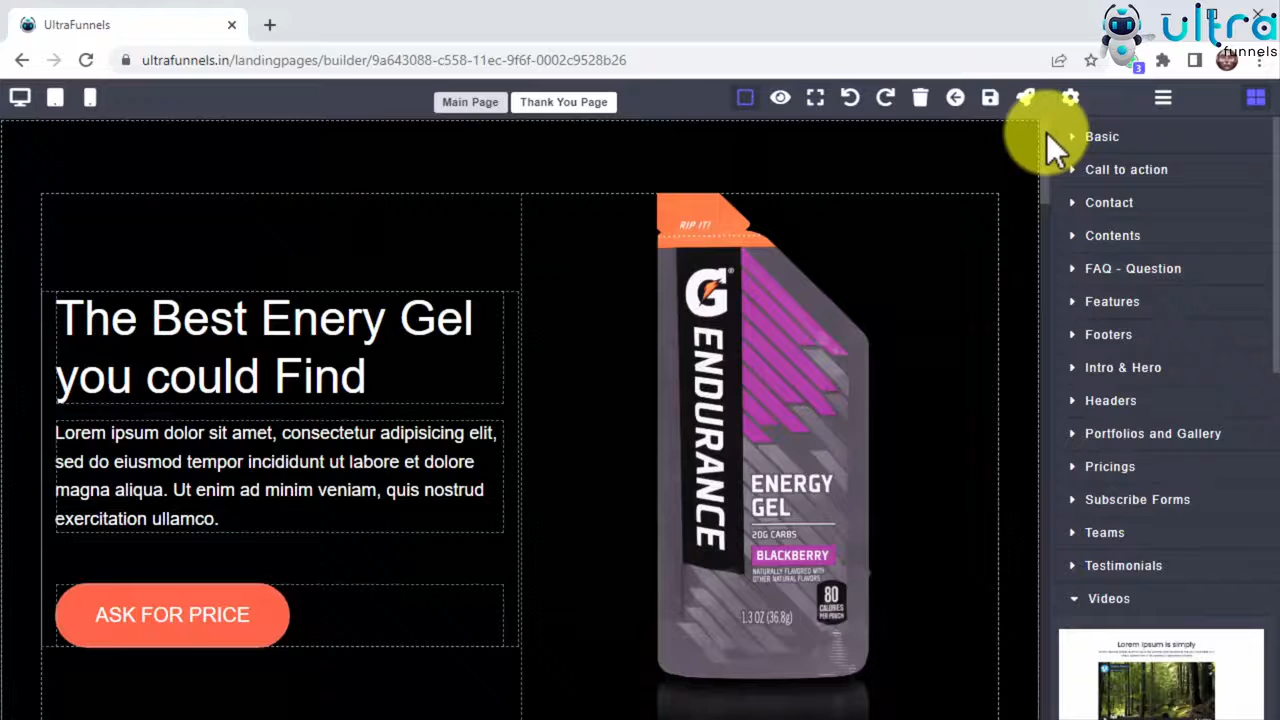 UltraFunnels
ultra
funnels
ultrafunnels.in/landingpages/builder/9a643088-c558-11ec-9f6f-0002c9528b26
3
Main Page
Thank You Page
Basic
Call to action
Contact
Contents
FAQ - Question
Features
Footers
Intro & Hero
Headers
Portfolios and Gallery
Pricings
Subscribe Forms
Teams
Testimonials
Videos
Lorem Ipsum is simply
The Best Enery Gel
you could Find
Lorem ipsum dolor sit amet, consectetur adipisicing elit,
sed do eiusmod tempor incididunt ut labore et dolore
magna aliqua. Ut enim ad minim veniam, quis nostrud
exercitation ullamco.
ASK FOR PRICE
RIP IT!
G
ENDURANCE
ENERGY
GEL
20G CARBS
BLACKBERRY
NATURALLY FLAVORED WITH
OTHER NATURAL FLAVORS
80
CALORIES
PER POUCH
1.3 OZ (36.8g)